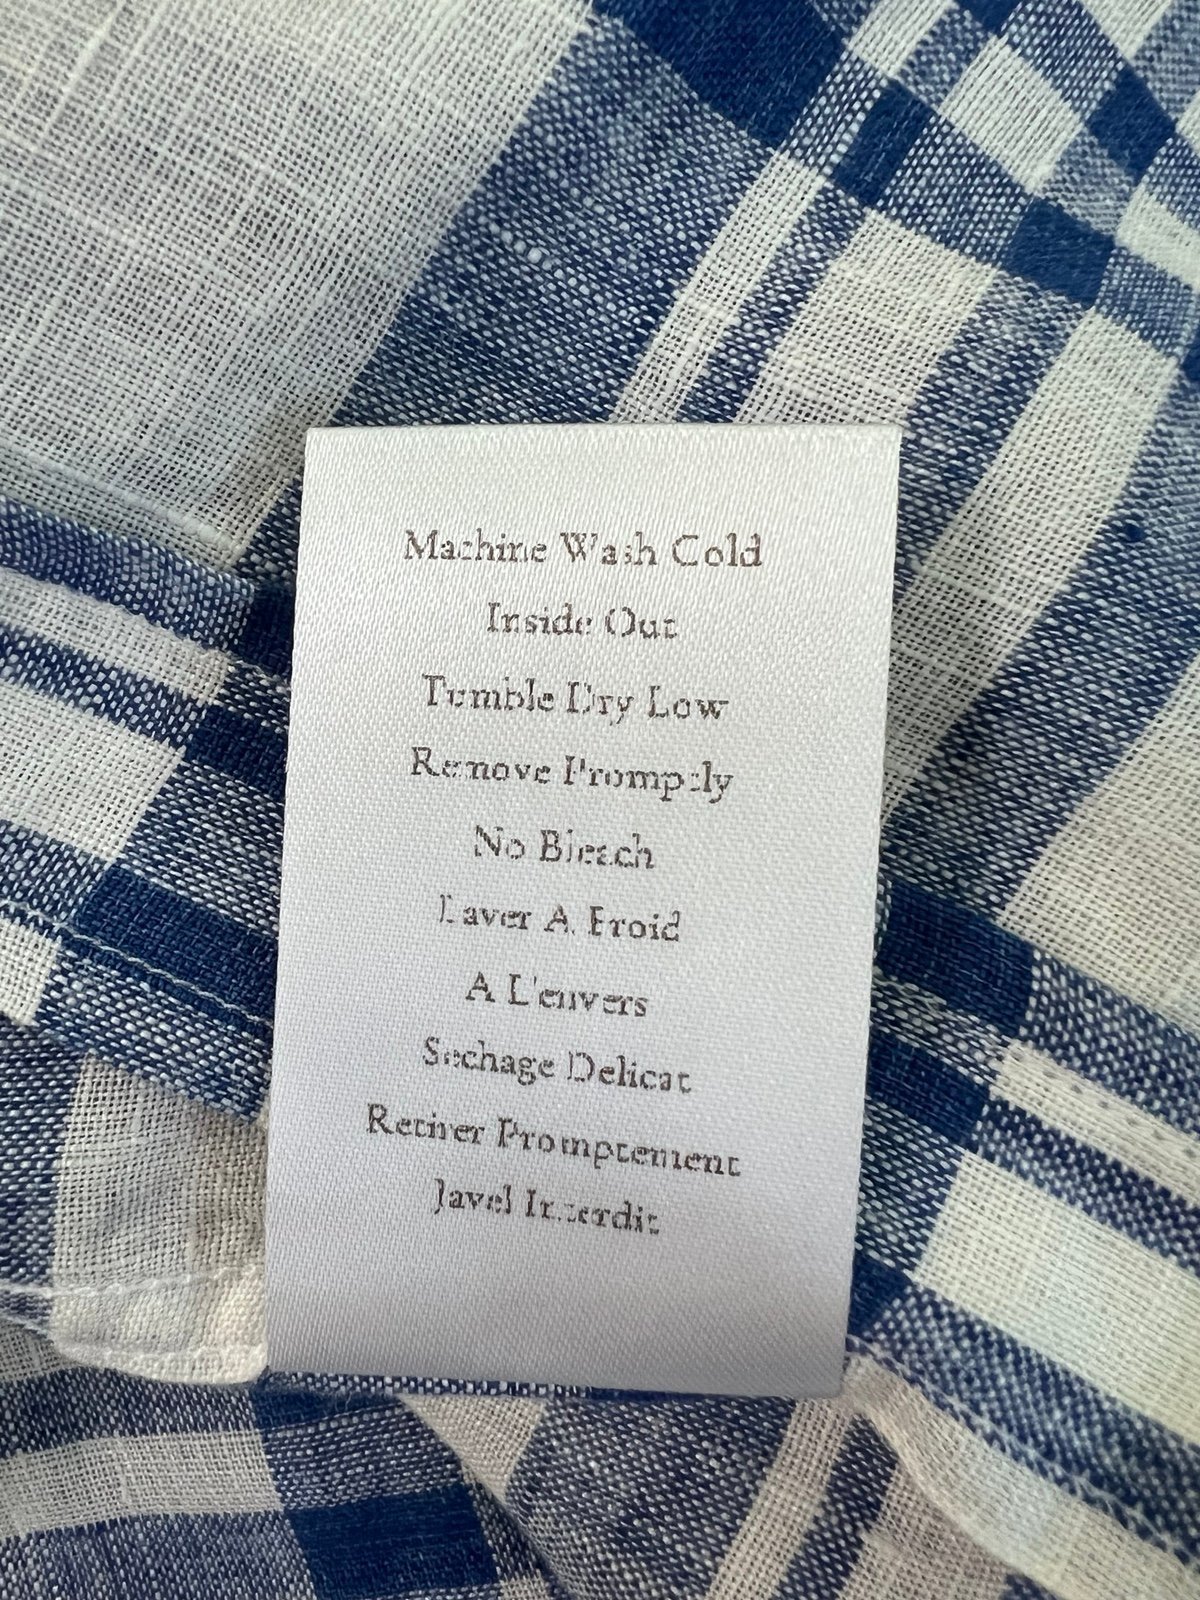 Machine Wash Cold
Inside Out
Tumble Dry Low
Remove Promptly
No Bleach
Laver A Froid
A L'envers
Sechage Delicat
Retirer Promptement
Javel Interdit